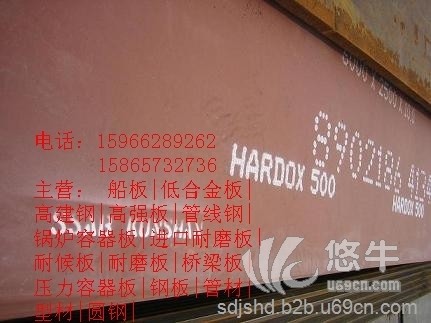 8000 X 2500 X
电话：15966289262
15865732736
HARDOX 500
8902186
HARDOX 500
主营： 船板|低合金板|
高建钢|高强板|管线钢|
锅炉容器板|进口耐磨板|
耐候板|耐磨板|桥梁板
压力容器板|钢板|管材|
型材|圆钢|
悠牛
u69cn.com
sdjshd.b2b.u69cn.com